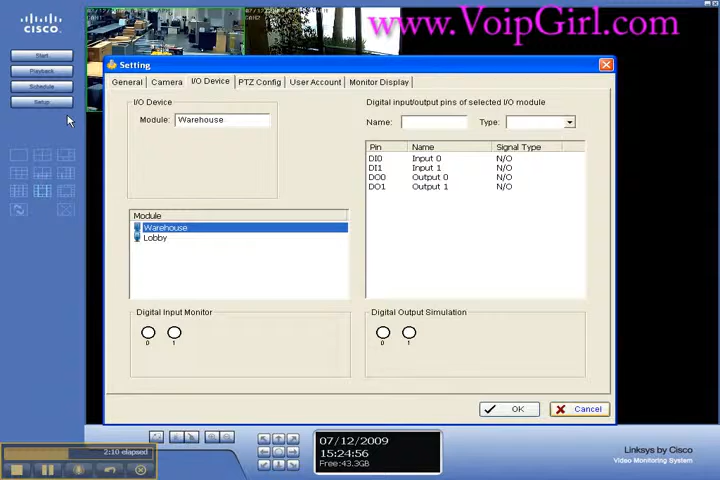 www.VoipGirl.com
CISCO
Start
Playback
Schedule
Setup
Setting
General
Camera
I/O Device
PTZ Config
User Account
Monitor Display
I/O Device
Module: Warehouse
Module
Warehouse
Lobby
Digital input/output pins of selected I/O module
Name: Type:
Pin Name Signal Type
DI0 Input 0 N/O
DI1 Input 1 N/O
DO0 Output 0 N/O
DO1 Output 1 N/O
Digital Input Monitor
0 1
Digital Output Simulation
0 1
OK
Cancel
2:10 elapsed
07/12/2009
15:24:56
Free:43.3GB
Linksys by Cisco
Video Monitoring System